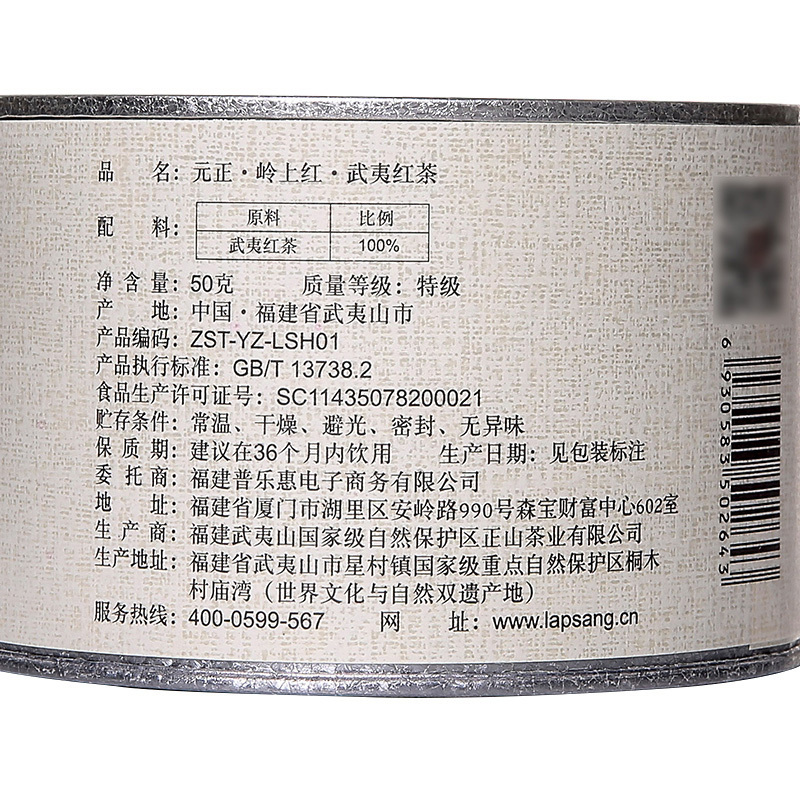 品 名：元正·岭上红·武夷红茶
配 料：
原料 比例
武夷红茶 100%
净含量：50克 质量等级：特级
产 地：中国·福建省武夷山市
产品编码：ZST-YZ-LSH01
产品执行标准：GB/T 13738.2
食品生产许可证号：SC11435078200021
贮存条件：常温、干燥、避光、密封、无异味
保质期：建议在36个月内饮用 生产日期：见包装标注
委托商：福建普乐惠电子商务有限公司
地 址：福建省厦门市湖里区安岭路990号森宝财富中心602室
生产商：福建武夷山国家级自然保护区正山茶业有限公司
生产地址：福建省武夷山市星村镇国家级重点自然保护区桐木
村庙湾（世界文化与自然双遗产地）
服务热线：400-0599-567 网 址：www.lapsang.cn
6 930583 502643